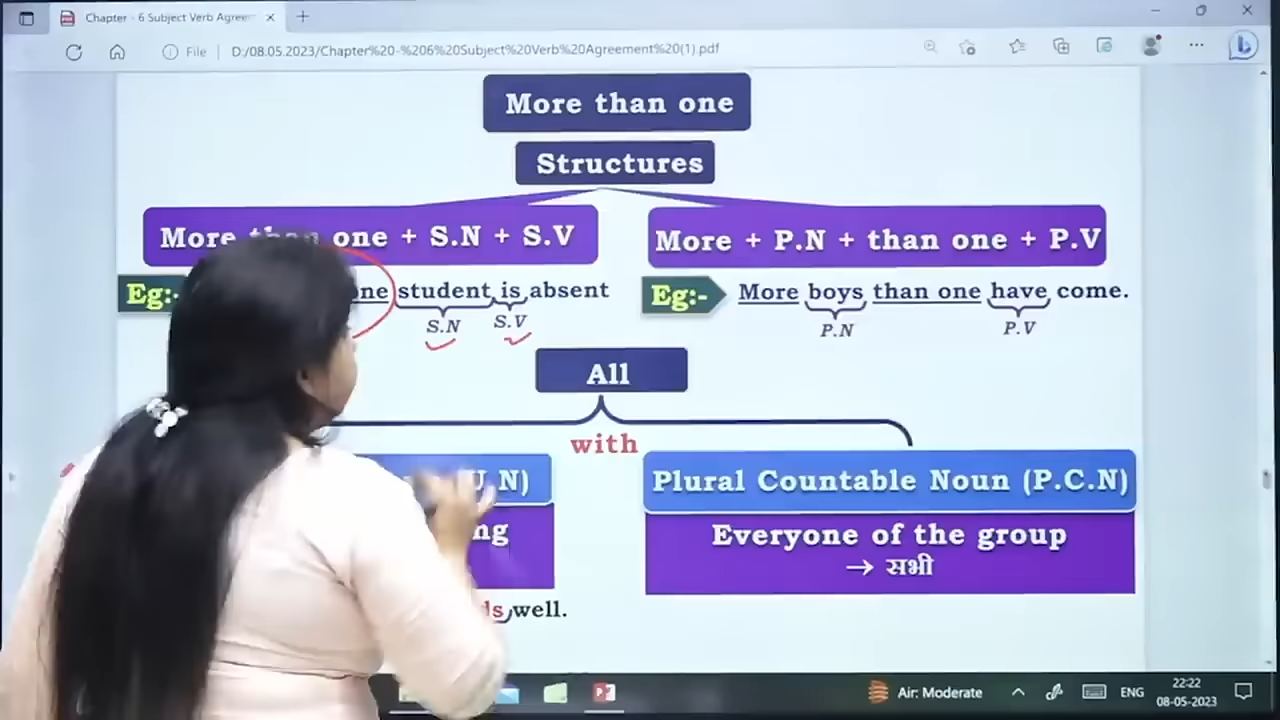 Chapter - 6 Subject Verb Agree
File
D:/08.05.2023/Chapter%20-%206%20Subject%20Verb%20Agreement%20(1).pdf
More than one
Structures
More than one + S.N + S.V
More + P.N + than one + P.V
Eg:- one student is absent
S.N
S.V
Eg:- More boys than one have come.
P.N
P.V
All
with
U.N)
Plural Countable Noun (P.C.N)
Everyone of the group
→ सभी
well.
Air: Moderate
ENG
22:22
08-05-2023